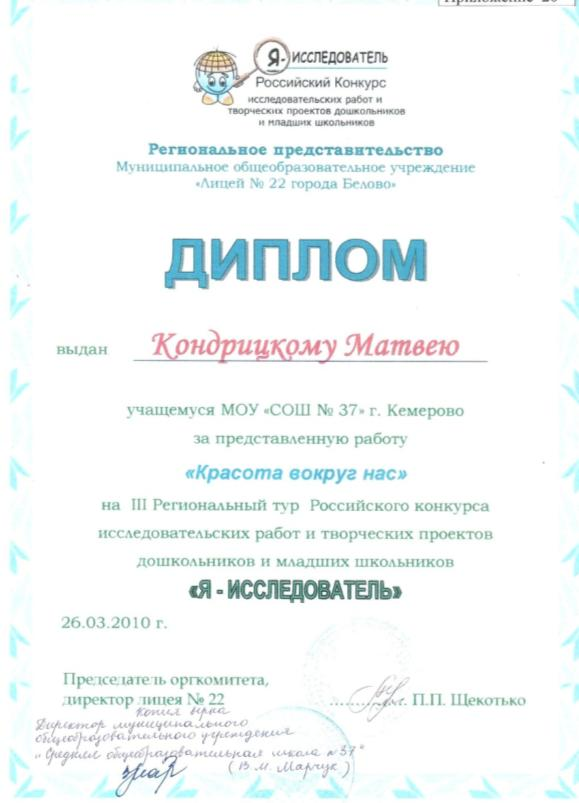 Приложение 20
Я - ИССЛЕДОВАТЕЛЬ
Российский Конкурс
исследовательских работ и
творческих проектов дошкольников
и младших школьников
Региональное представительство
Муниципальное общеобразовательное учреждение
«Лицей № 22 города Белово»
ДИПЛОМ
выдан Кондрицкому Матвею
учащемуся МОУ «СОШ № 37» г. Кемерово
за представленную работу
«Красота вокруг нас»
на III Региональный тур Российского конкурса
исследовательских работ и творческих проектов
дошкольников и младших школьников
«Я - ИССЛЕДОВАТЕЛЬ»
26.03.2010 г.
Председатель оргкомитета,
директор лицея № 22 П.П. Щекотько
Копия верна
Директор муниципального
общеобразовательного учреждения
"Средняя общеобразовательная школа №37"
(В.М. Марчук)